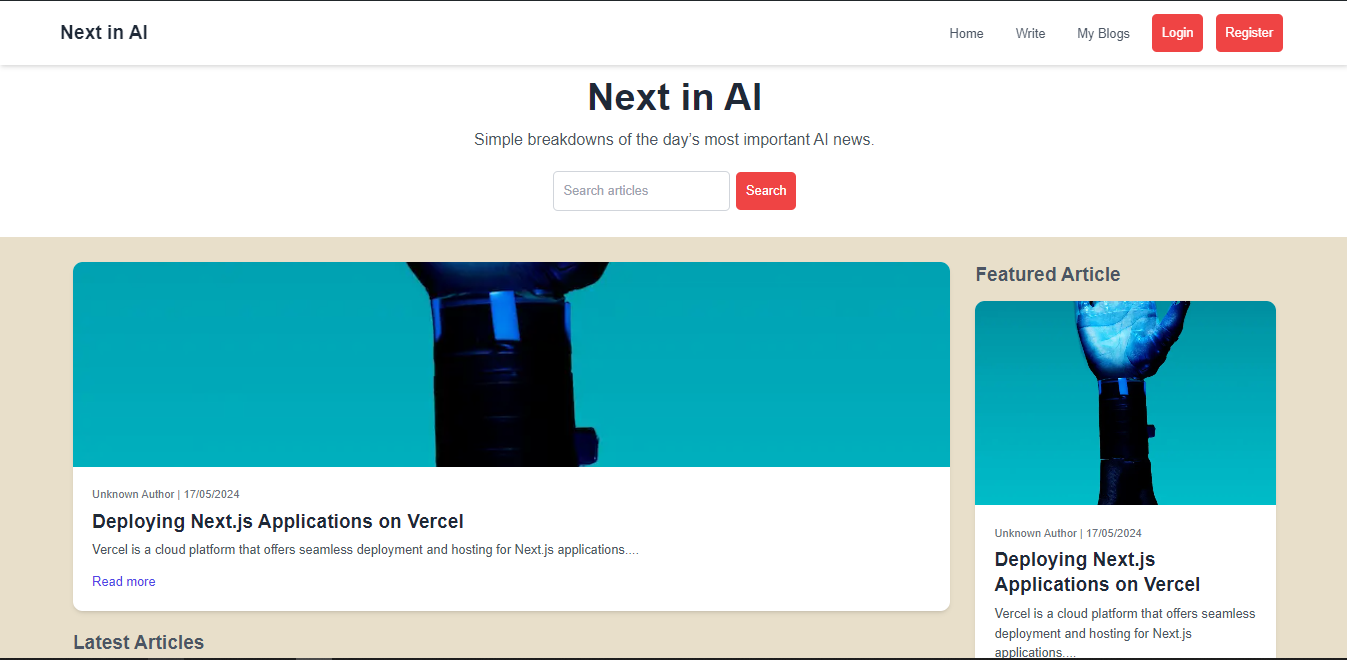 Next in AI
Home Write My Blogs Login Register
Next in AI
Simple breakdowns of the day’s most important AI news.
Search articles Search
Unknown Author | 17/05/2024
Deploying Next.js Applications on Vercel
Vercel is a cloud platform that offers seamless deployment and hosting for Next.js applications....
Read more
Latest Articles
Featured Article
Unknown Author | 17/05/2024
Deploying Next.js
Applications on Vercel
Vercel is a cloud platform that offers seamless
deployment and hosting for Next.js
applications....